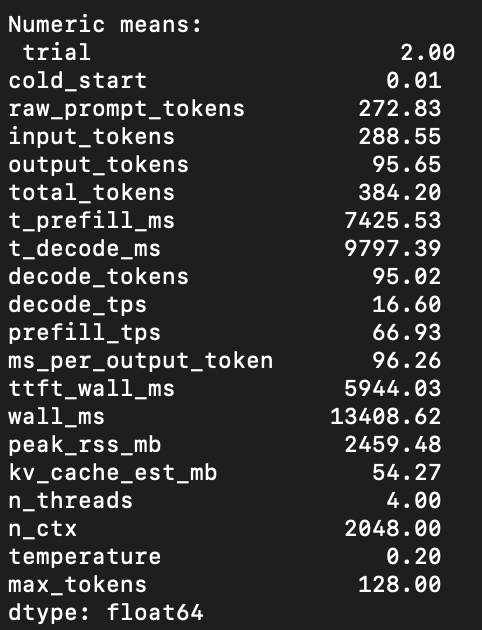 Numeric means:
 trial                      2.00
cold_start                 0.01
raw_prompt_tokens        272.83
input_tokens             288.55
output_tokens             95.65
total_tokens             384.20
t_prefill_ms            7425.53
t_decode_ms             9797.39
decode_tokens             95.02
decode_tps                16.60
prefill_tps               66.93
ms_per_output_token       96.26
ttft_wall_ms            5944.03
wall_ms                13408.62
peak_rss_mb             2459.48
kv_cache_est_mb           54.27
n_threads                  4.00
n_ctx                   2048.00
temperature                0.20
max_tokens               128.00
dtype: float64